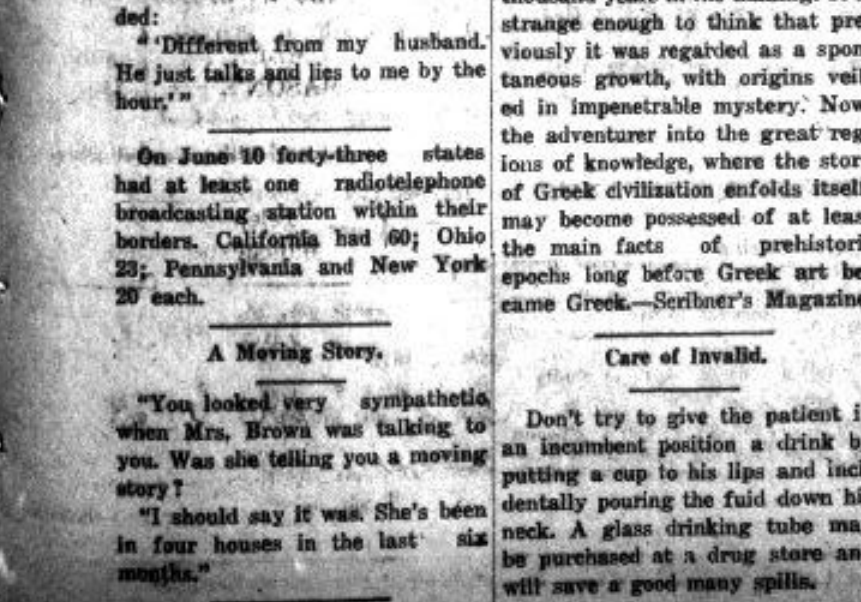 ded:
"'Different from my husband.
He just talks and lies to me by the
hour.'"
On June 10 forty-three states
had at least one radiotelephone
broadcasting station within their
borders. California had 60; Ohio
23; Pennsylvania and New York
20 each.
A Moving Story.
"You looked very sympathetic
when Mrs. Brown was talking to
you. Was she telling you a moving
story?
"I should say it was. She's been
in four houses in the last six
months."
strange enough to think that pre
viously it was regarded as a spon
taneous growth, with origins veil
ed in impenetrable mystery. Now
the adventurer into the great reg
ions of knowledge, where the stor
of Greek civilization enfolds itsel
may become possessed of at leas
the main facts of prehistori
epochs long before Greek art be
came Greek.—Scribner's Magazin
Care of Invalid.
Don't try to give the patient i
an incumbent position a drink b
putting a cup to his lips and inci
dentally pouring the fuid down hi
neck. A glass drinking tube ma
be purchased at a drug store an
will save a good many spills.